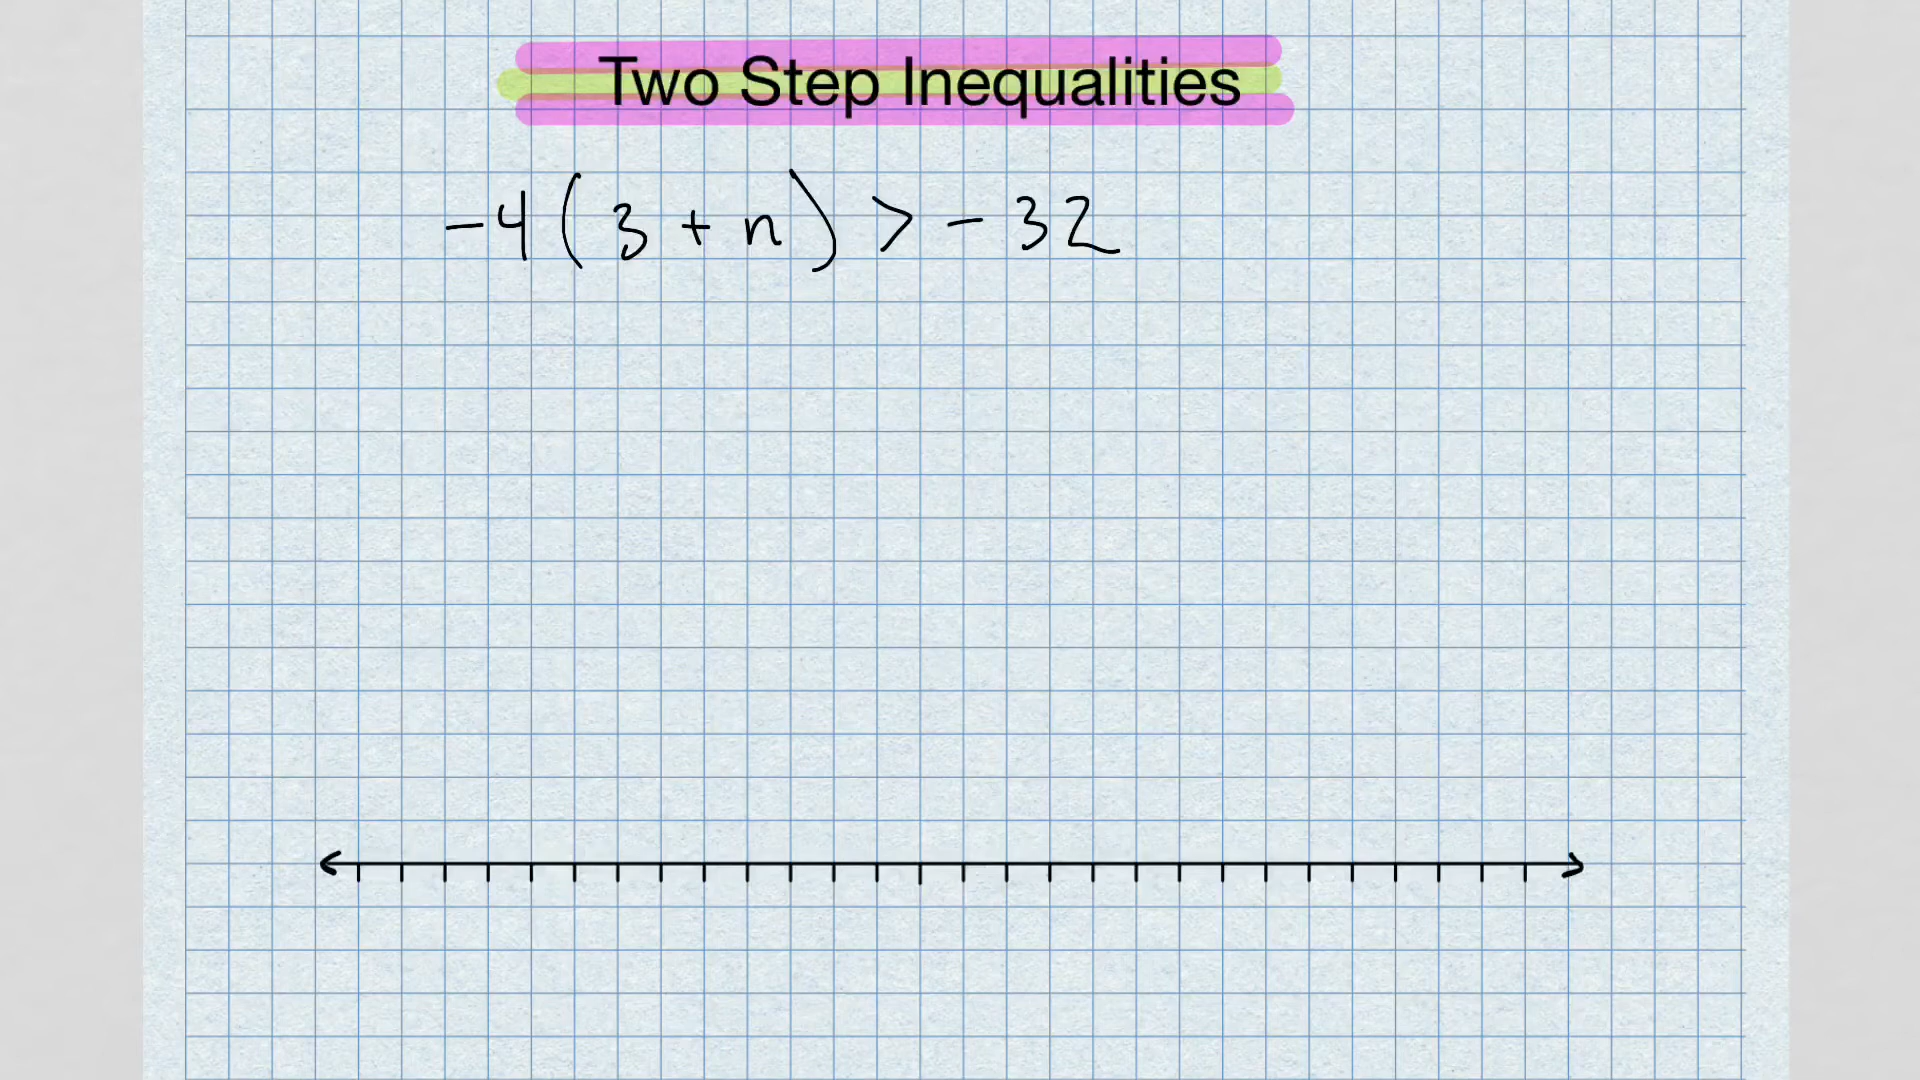 Two Step Inequalities
-4(3 + n) > -32